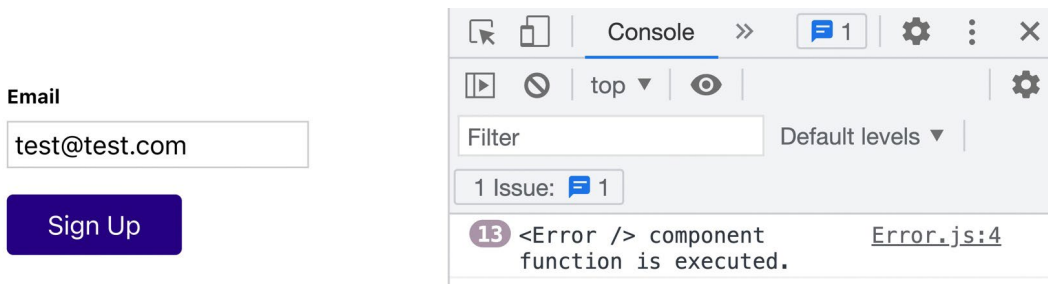 Email
test@test.com
Sign Up
Console
1
top
Filter
Default levels
1 Issue: 1
13 <Error /> component Error.js:4
function is executed.